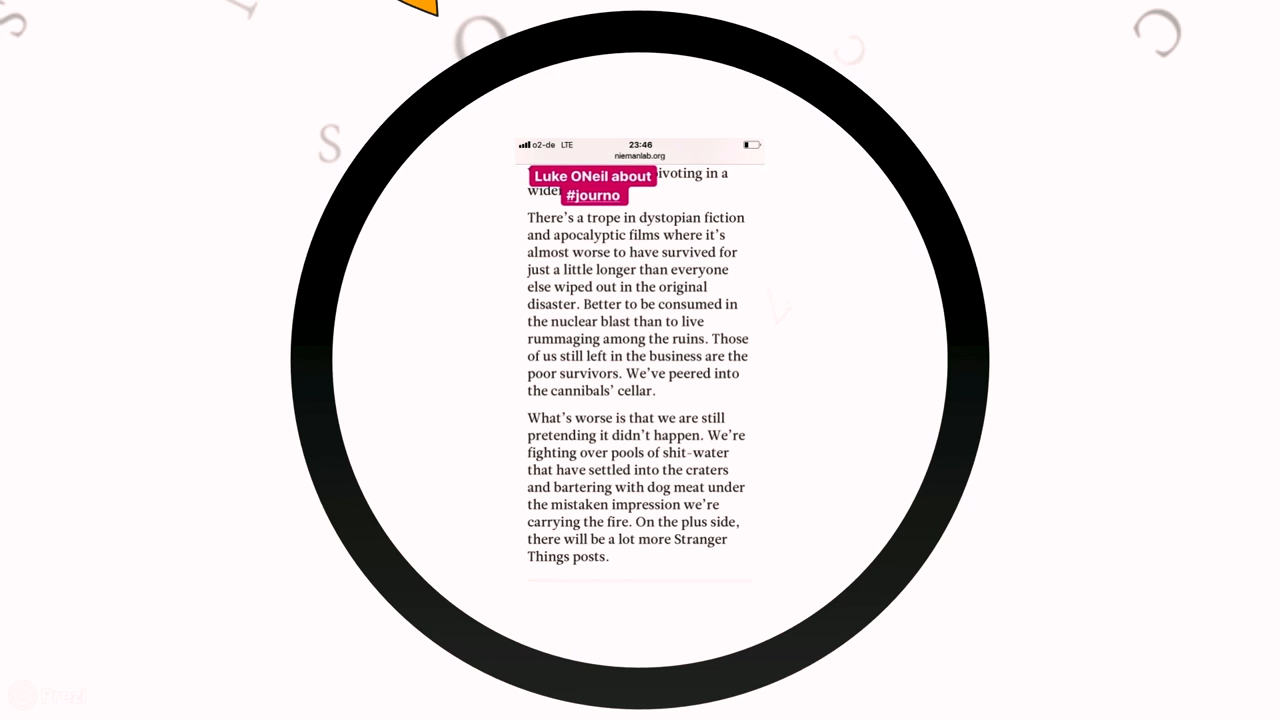 S
O
C
C
S
o2-de LTE
23:46
niemanlab.org
ivoting in a
Luke ONeil about
wide
#journo
There's a trope in dystopian fiction
and apocalyptic films where it's
almost worse to have survived for
just a little longer than everyone
else wiped out in the original
disaster. Better to be consumed in
the nuclear blast than to live
rummaging among the ruins. Those
of us still left in the business are the
poor survivors. We've peered into
the cannibals' cellar.
What's worse is that we are still
pretending it didn't happen. We're
fighting over pools of shit-water
that have settled into the craters
and bartering with dog meat under
the mistaken impression we're
carrying the fire. On the plus side,
there will be a lot more Stranger
Things posts.
Prezi